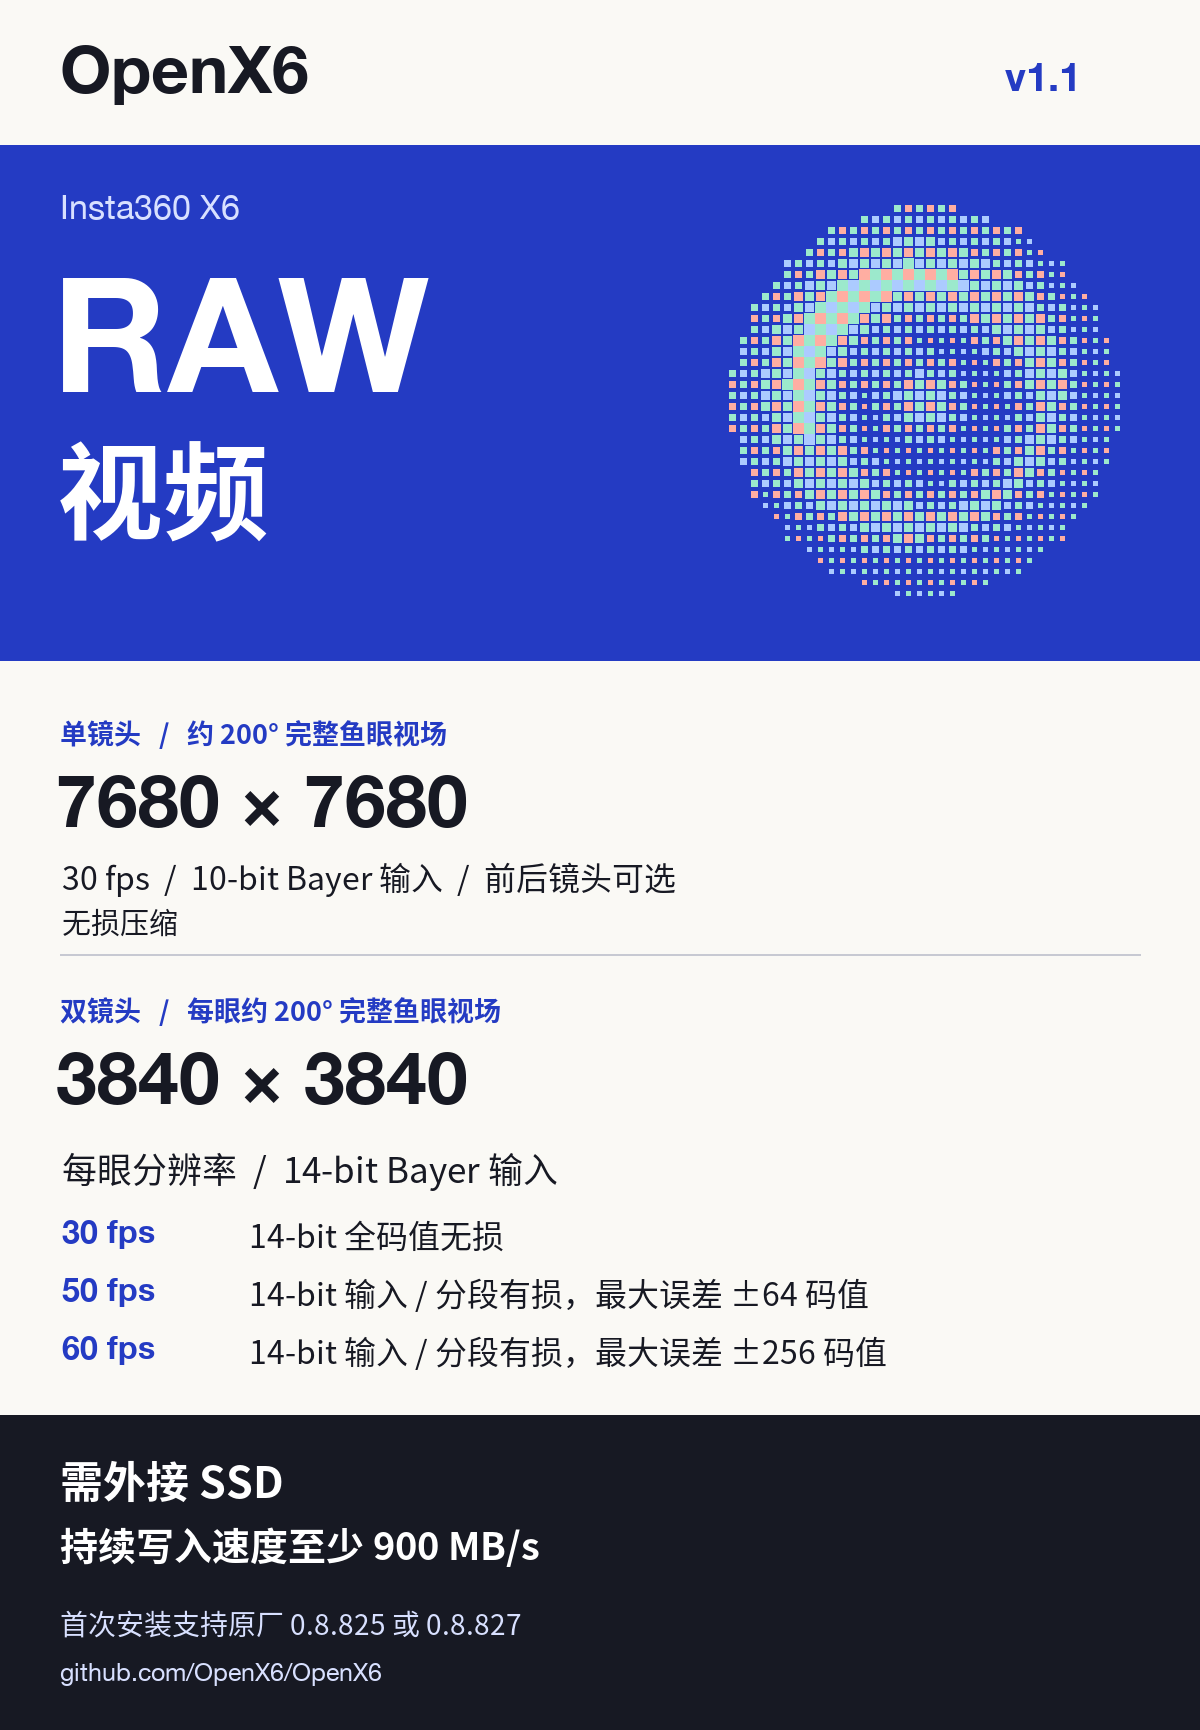 OpenX6
v1.1
Insta360 X6
RAW
视频
单镜头 / 约 200° 完整鱼眼视场
7680 × 7680
30 fps / 10-bit Bayer 输入 / 前后镜头可选
无损压缩
双镜头 / 每眼约 200° 完整鱼眼视场
3840 × 3840
每眼分辨率 / 14-bit Bayer 输入
30 fps 14-bit 全码值无损
50 fps 14-bit 输入 / 分段有损，最大误差 ±64 码值
60 fps 14-bit 输入 / 分段有损，最大误差 ±256 码值
需外接 SSD
持续写入速度至少 900 MB/s
首次安装支持原厂 0.8.825 或 0.8.827
github.com/OpenX6/OpenX6